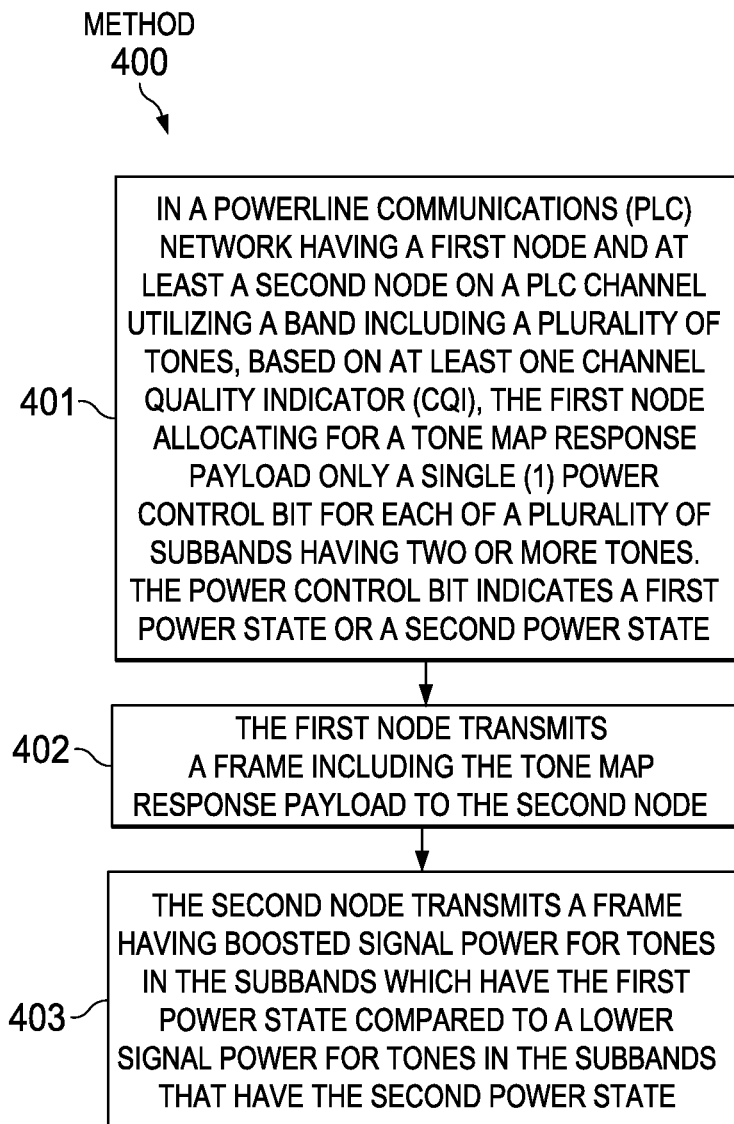 METHOD
400
IN A POWERLINE COMMUNICATIONS (PLC)
NETWORK HAVING A FIRST NODE AND AT
LEAST A SECOND NODE ON A PLC CHANNEL
UTILIZING A BAND INCLUDING A PLURALITY OF
TONES, BASED ON AT LEAST ONE CHANNEL
QUALITY INDICATOR (CQI), THE FIRST NODE
ALLOCATING FOR A TONE MAP RESPONSE
PAYLOAD ONLY A SINGLE (1) POWER
CONTROL BIT FOR EACH OF A PLURALITY OF
SUBBANDS HAVING TWO OR MORE TONES.
THE POWER CONTROL BIT INDICATES A FIRST
POWER STATE OR A SECOND POWER STATE
401
THE FIRST NODE TRANSMITS
A FRAME INCLUDING THE TONE MAP
RESPONSE PAYLOAD TO THE SECOND NODE
402
THE SECOND NODE TRANSMITS A FRAME
HAVING BOOSTED SIGNAL POWER FOR TONES
IN THE SUBBANDS WHICH HAVE THE FIRST
POWER STATE COMPARED TO A LOWER
SIGNAL POWER FOR TONES IN THE SUBBANDS
THAT HAVE THE SECOND POWER STATE
403